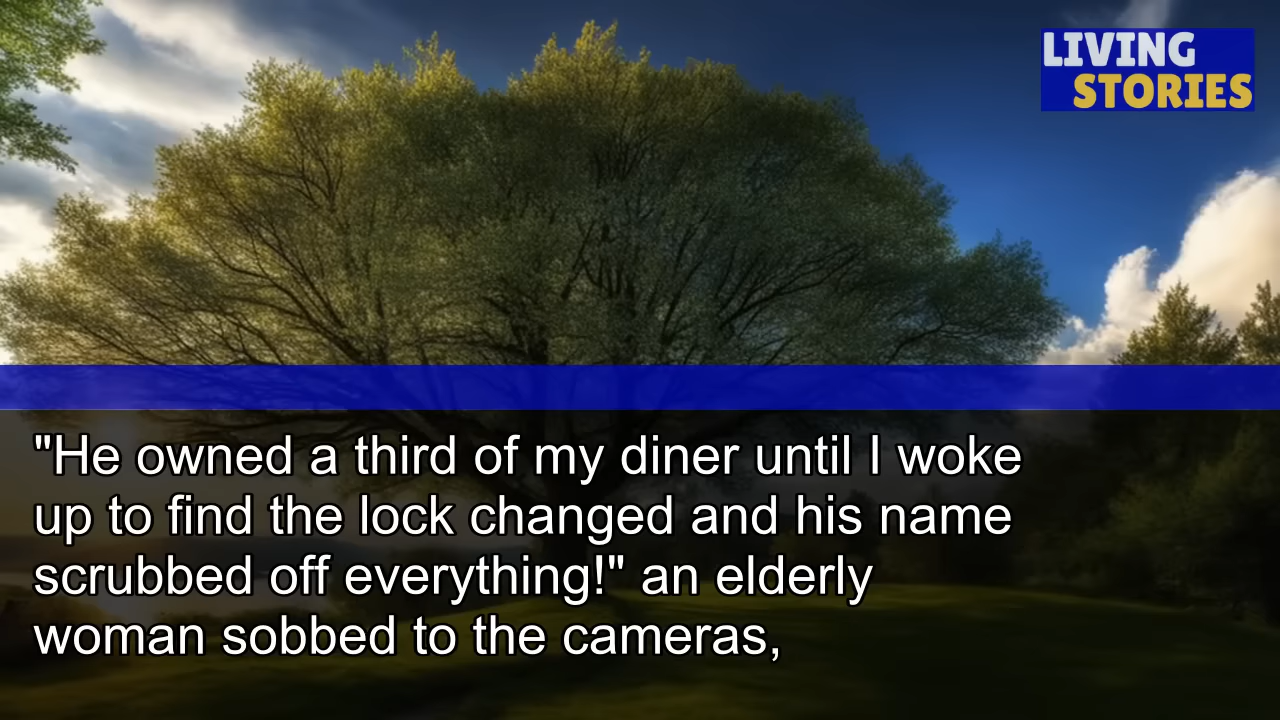 LIVING
STORIES
"He owned a third of my diner until I woke
up to find the lock changed and his name
scrubbed off everything!" an elderly
woman sobbed to the cameras,